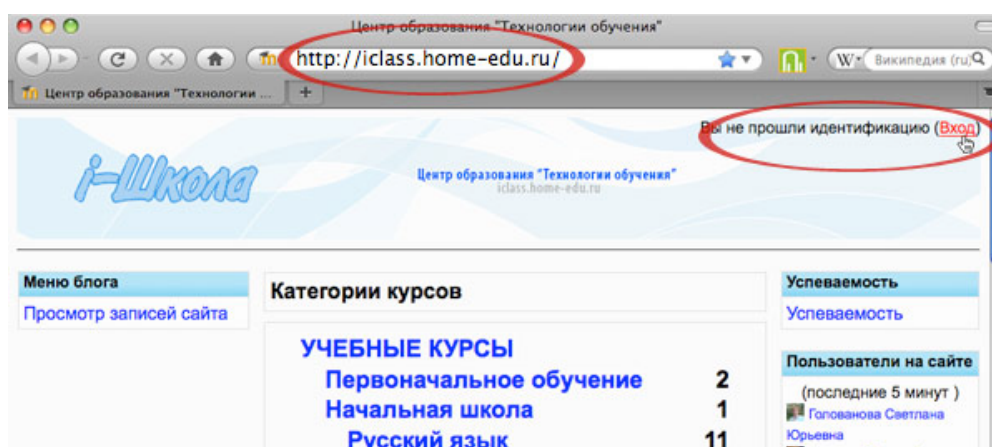 Центр образования "Технологии обучения"
http://iclass.home-edu.ru/
W
Википедия (ru)
Центр образования "Технологии ...
+
Вы не прошли идентификацию (Вход)
i-Школа
Центр образования "Технологии обучения"
iclass.home-edu.ru
Меню блога
Просмотр записей сайта
Категории курсов
УЧЕБНЫЕ КУРСЫ
Первоначальное обучение 2
Начальная школа 1
Русский язык 11
Успеваемость
Успеваемость
Пользователи на сайте
(последние 5 минут )
Голованова Светлана
Юрьевна